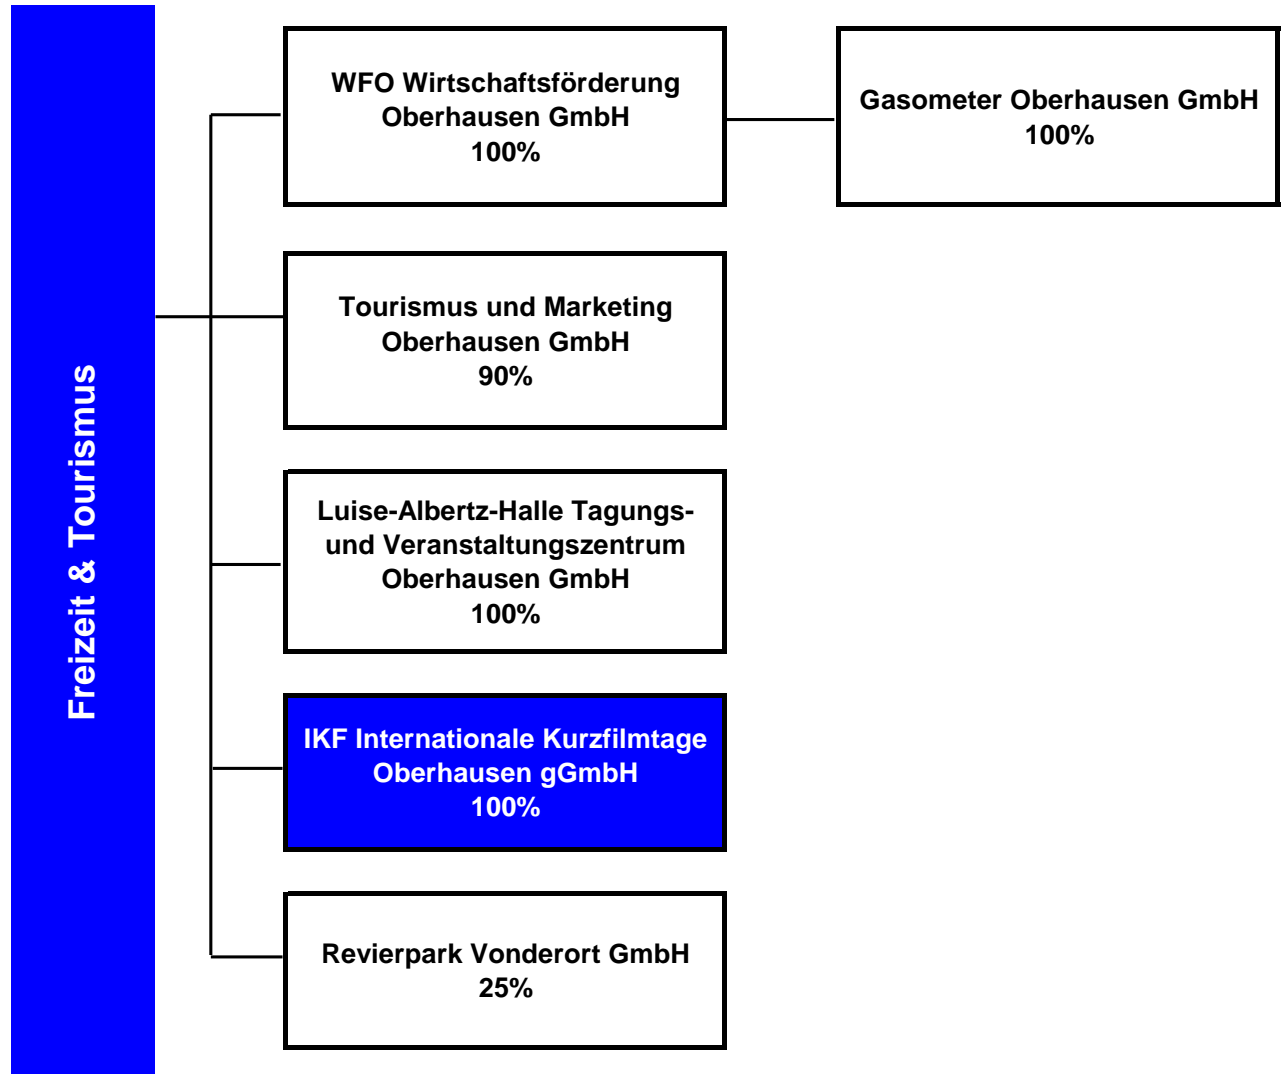 Freizeit & Tourismus
WFO Wirtschaftsförderung
Oberhausen GmbH
100%
Gasometer Oberhausen GmbH
100%
Tourismus und Marketing
Oberhausen GmbH
90%
Luise-Albertz-Halle Tagungs-
und Veranstaltungszentrum
Oberhausen GmbH
100%
IKF Internationale Kurzfilmtage
Oberhausen gGmbH
100%
Revierpark Vonderort GmbH
25%